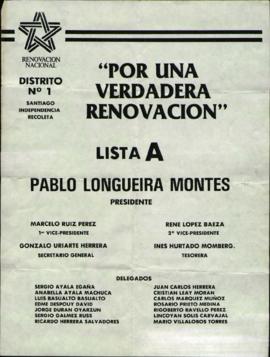 RENOVACION
NACIONAL
DISTRITO
Nº 1
SANTIAGO
INDEPENDENCIA
RECOLETA
"POR UNA
VERDADERA
RENOVACION"
LISTA A
PABLO LONGUEIRA MONTES
PRESIDENTE
MARCELO RUIZ PEREZ
1er VICE-PRESIDENTE
RENE LOPEZ BAEZA
2º VICE-PRESIDENTE
GONZALO URIARTE HERRERA
SECRETARIO GENERAL
INES HURTADO MOMBERG.
TESORERA
DELEGADOS
SERGIO AYALA EGAÑA
ANABELLA AYALA MACHUCA
LUIS BASUALTO BASUALTO
EDME DESPOUY DAVID
JORGE DURAN OYARZUN
SERGIO GALMEZ RUSS
RICARDO HERRERA SALVADORES
JUAN CARLOS HERRERA
CRISTIAN LEAY MORAN
CARLOS MARQUEZ MUÑOZ
ROSARIO PRIETO MEDINA
RIGOBERTO RAVELLO PEREZ
LINCOYAN SOLIS CARVAJAL
MARIO VILLALOBOS TORRES